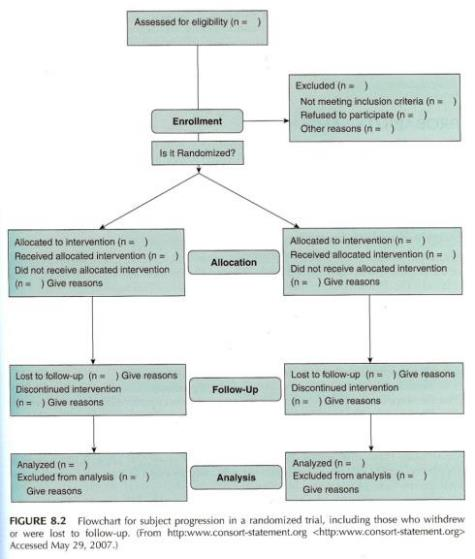 Assessed for eligibility (n = )
Excluded (n = )
Not meeting inclusion criteria (n = )
Refused to participate (n = )
Other reasons (n = )
Enrollment
Is it Randomized?
Allocated to intervention (n = )
Received allocated intervention (n = )
Did not receive allocated intervention
(n = ) Give reasons
Allocation
Allocated to intervention (n = )
Received allocated intervention (n = )
Did not receive allocated intervention
(n = ) Give reasons
Lost to follow-up (n = ) Give reasons
Discontinued intervention
(n = ) Give reasons
Follow-Up
Lost to follow-up (n = ) Give reasons
Discontinued intervention
(n = ) Give reasons
Analyzed (n = )
Excluded from analysis (n = )
Give reasons
Analysis
Analyzed (n = )
Excluded from analysis (n = )
Give reasons
FIGURE 8.2 Flowchart for subject progression in a randomized trial, including those who withdrew
or were lost to follow-up. (From http:www.consort-statement.org <http:www.consort-statement.org>
Accessed May 29, 2007.)